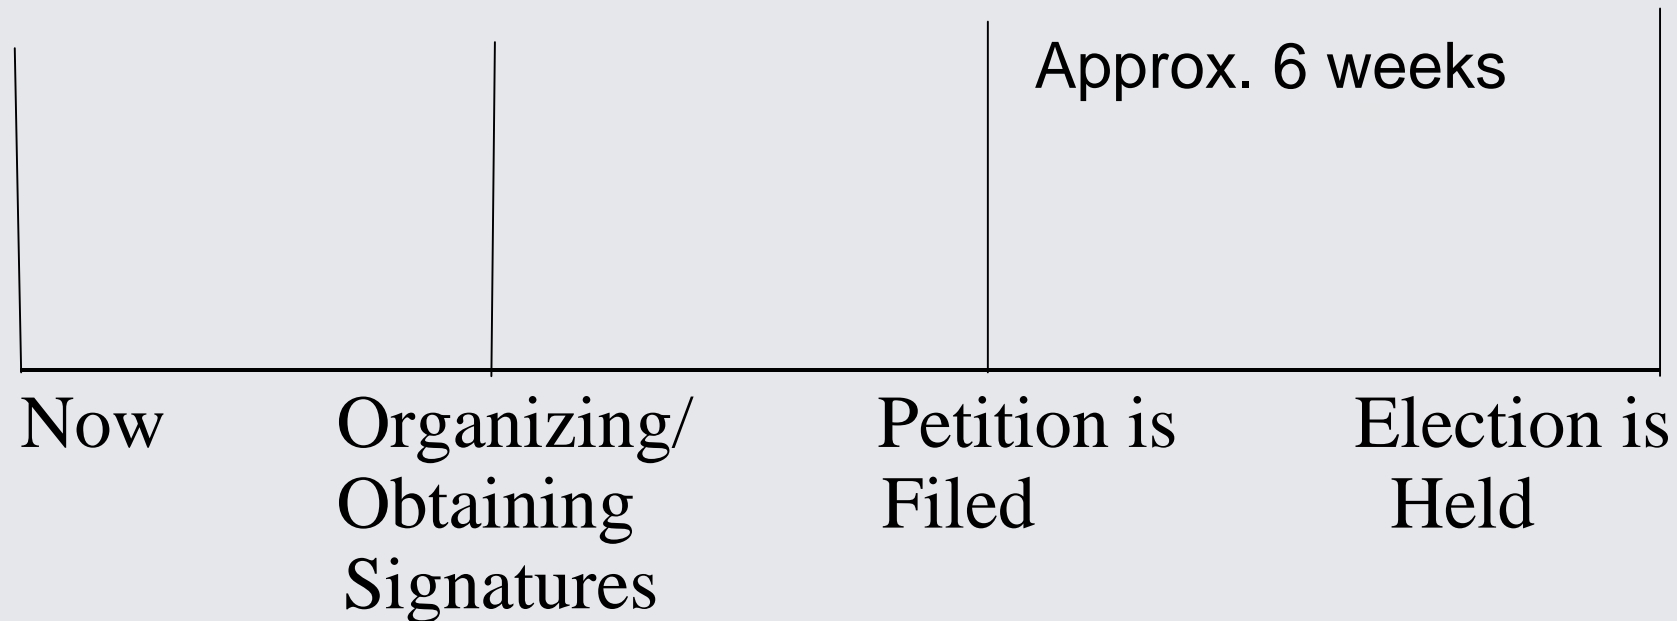 Approx. 6 weeks
Now
Organizing/
Obtaining
Signatures
Petition is
Filed
Election is
Held